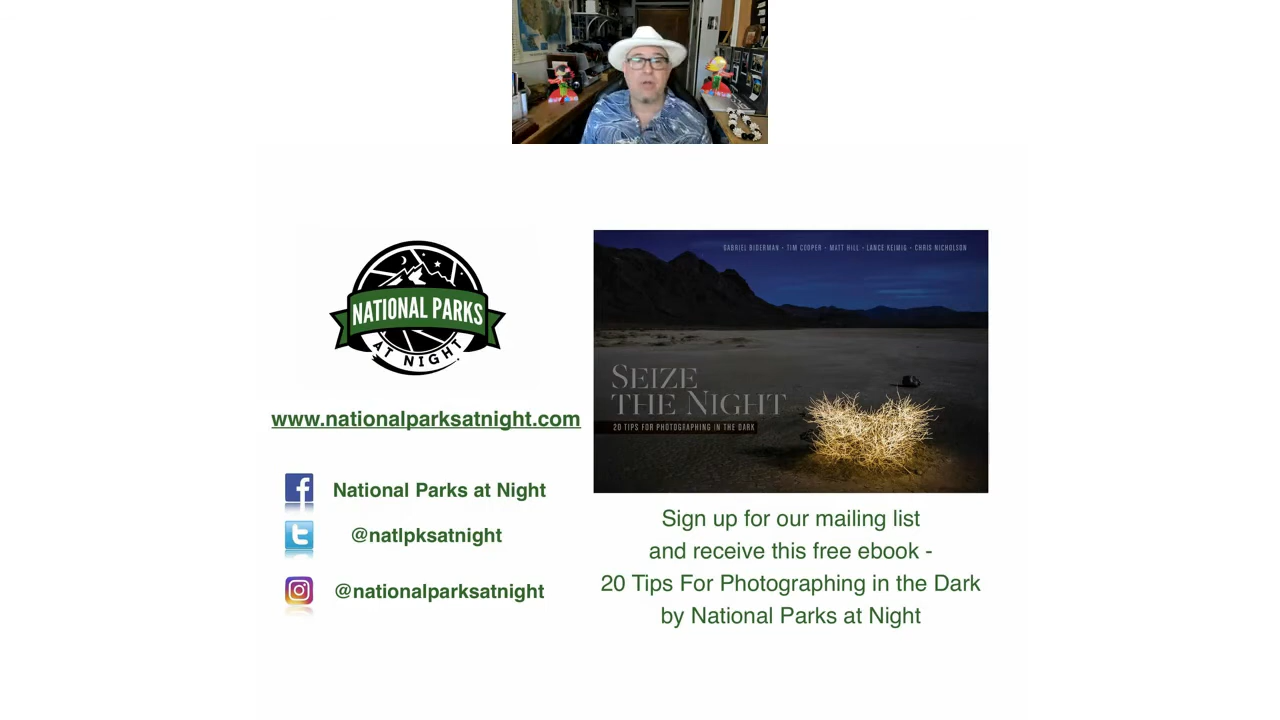 NATIONAL PARKS
AT NIGHT
www.nationalparksatnight.com
National Parks at Night
@natlpksatnight
@nationalparksatnight
GABRIEL BIDERMAN - TIM COOPER - MATT HILL - LANCE KEIMIG - CHRIS NICHOLSON
SEIZE
THE NIGHT
20 TIPS FOR PHOTOGRAPHING IN THE DARK
Sign up for our mailing list
and receive this free ebook -
20 Tips For Photographing in the Dark
by National Parks at Night